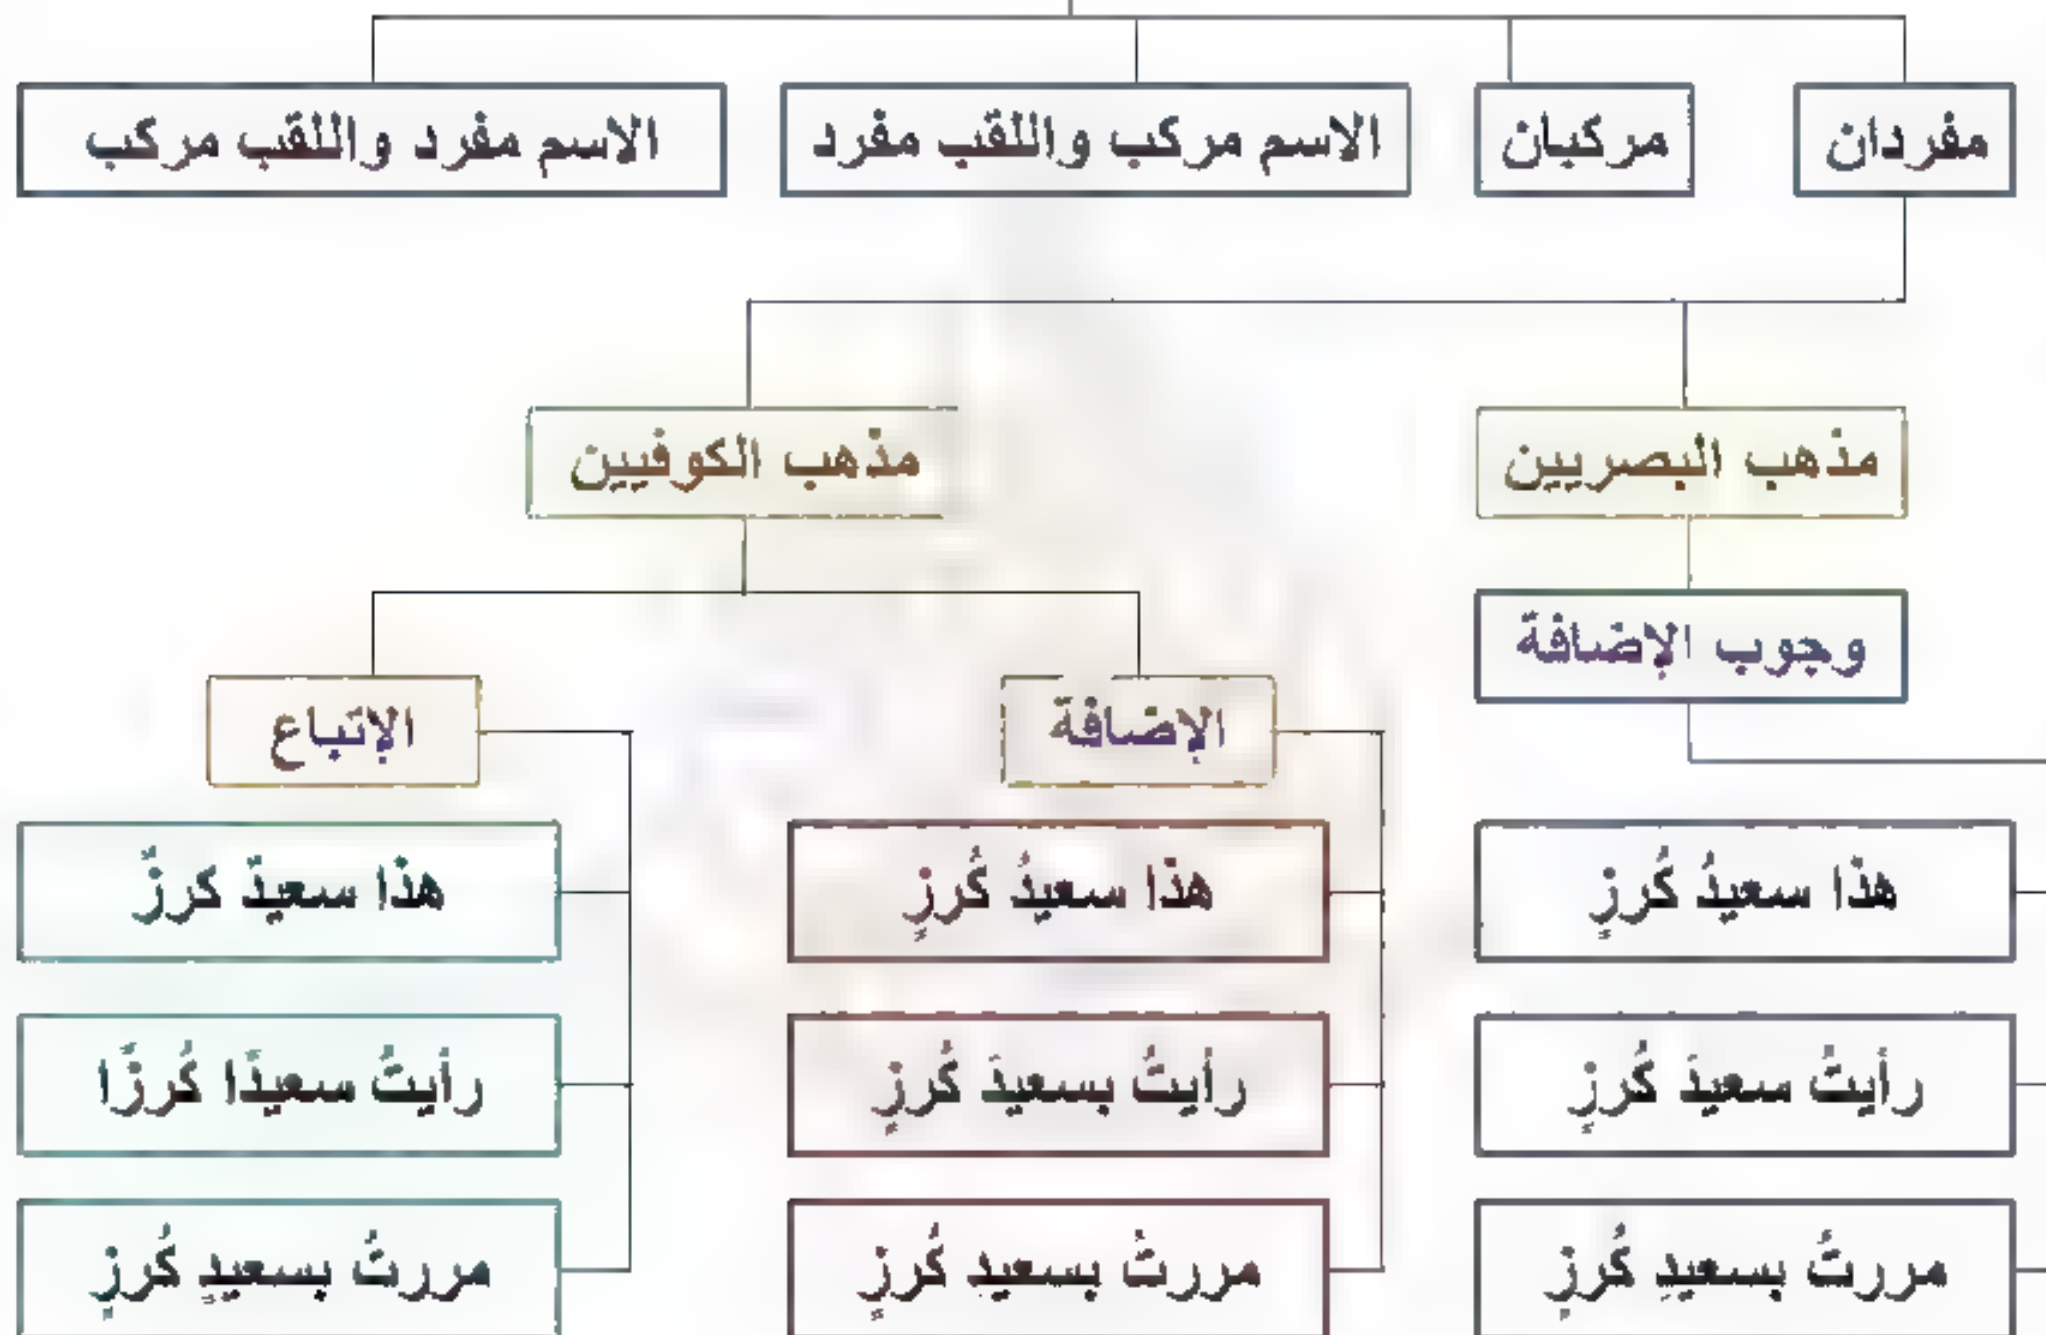 مفردان
مركبان
الاسم مركب واللقب مفرد
الاسم مفرد واللقب مركب
مذهب البصريين
مذهب الكوفيين
وجوب الإضافة
الإضافة
الإتباع
هذا سعيدُ كُرزٍ
هذا سعيدُ كُرزٍ
هذا سعيدٌ كرزٌ
رأيتُ سعيدَ كُرزٍ
رأيتُ بسعيدَ كُرزٍ
رأيتُ سعيدًا كُرزًا
مررتُ بسعيدِ كُرزٍ
مررتُ بسعيدِ كُرزٍ
مررتُ بسعيدٍ كُرزٍ